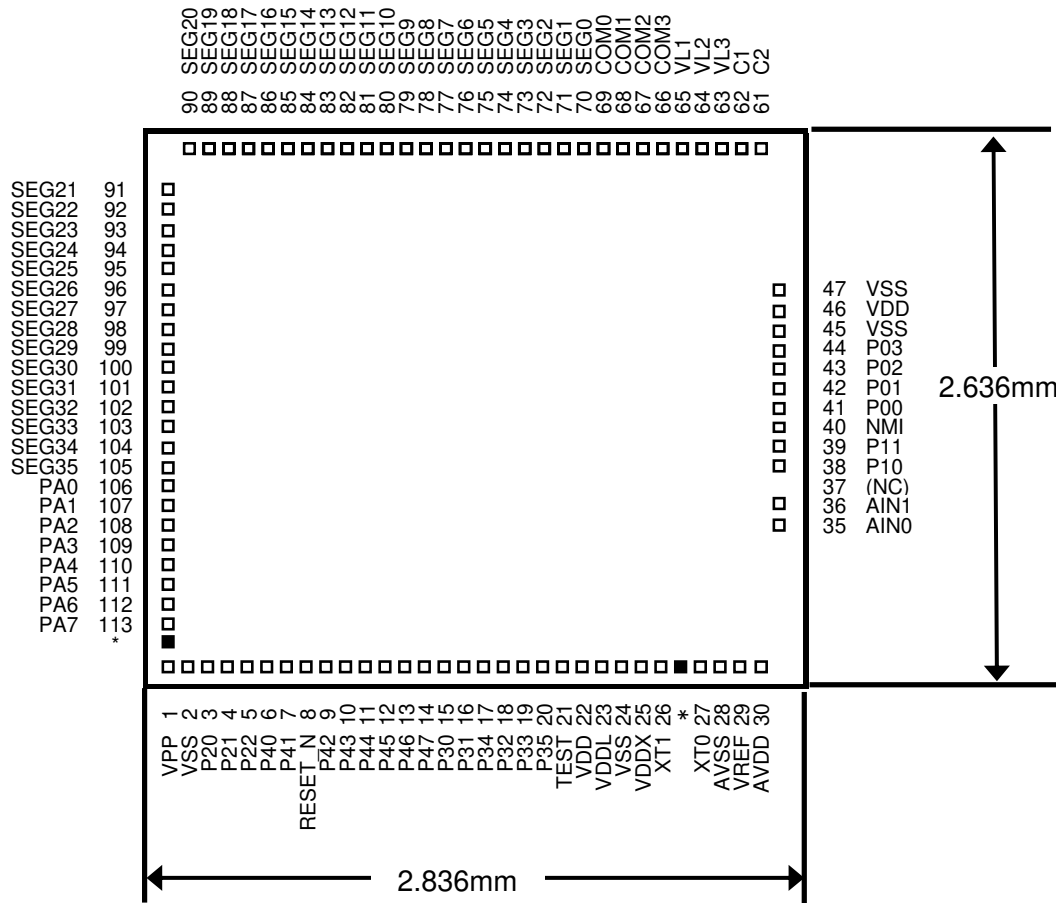 90 SEG20
89 SEG19
88 SEG18
87 SEG17
86 SEG16
85 SEG15
84 SEG14
83 SEG13
82 SEG12
81 SEG11
80 SEG10
79 SEG9
78 SEG8
77 SEG7
76 SEG6
75 SEG5
74 SEG4
73 SEG3
72 SEG2
71 SEG1
70 SEG0
69 COM0
68 COM1
67 COM2
66 COM3
65 VL1
64 VL2
63 VL3
62 C1
61 C2
SEG21 91
SEG22 92
SEG23 93
SEG24 94
SEG25 95
SEG26 96
SEG27 97
SEG28 98
SEG29 99
SEG30 100
SEG31 101
SEG32 102
SEG33 103
SEG34 104
SEG35 105
PA0 106
PA1 107
PA2 108
PA3 109
PA4 110
PA5 111
PA6 112
PA7 113
*
47 VSS
46 VDD
45 VSS
44 P03
43 P02
42 P01
41 P00
40 NMI
39 P11
38 P10
37 (NC)
36 AIN1
35 AIN0
2.636mm
VPP 1
VSS 2
P20 3
P21 4
P22 5
P40 6
P41 7
RESET_N 8
P42 9
P43 10
P44 11
P45 12
P46 13
P47 14
P30 15
P31 16
P34 17
P32 18
P33 19
P35 20
TEST 21
VDD 22
VDDL 23
VSS 24
VDDX 25
XT1 26
*
XT0 27
AVSS 28
VREF 29
AVDD 30
2.836mm